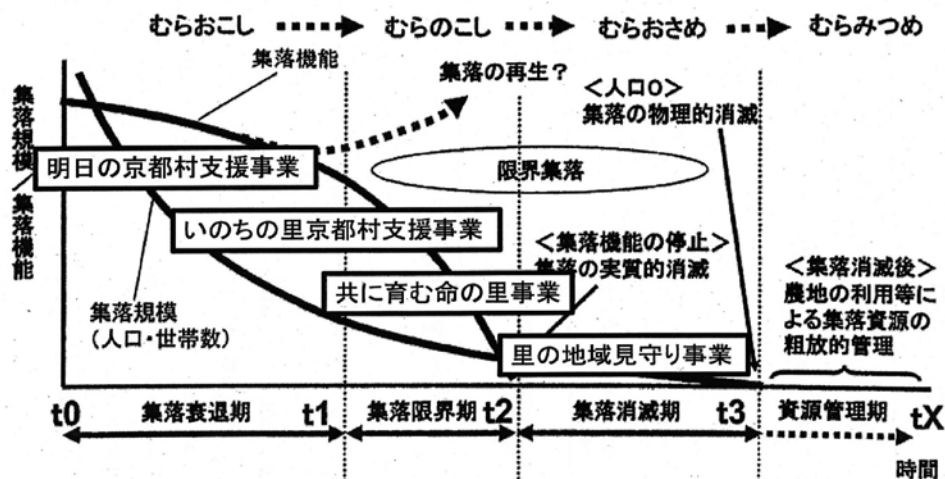 むらおこし
むらのこし
むらおさめ
むらみつめ
集落機能
集落の再生?
<人口0>
集落の物理的消滅
集落規模/集落機能
明日の京都村支援事業
限界集落
いのちの里京都村支援事業
<集落機能の停止>
集落の実質的消滅
共に育む命の里事業
<集落消滅後>
農地の利用等に
よる集落資源の
粗放的管理
集落規模
(人口・世帯数)
里の地域見守り事業
t0
集落衰退期
t1
集落限界期
t2
集落消滅期
t3
資源管理期
tX
時間